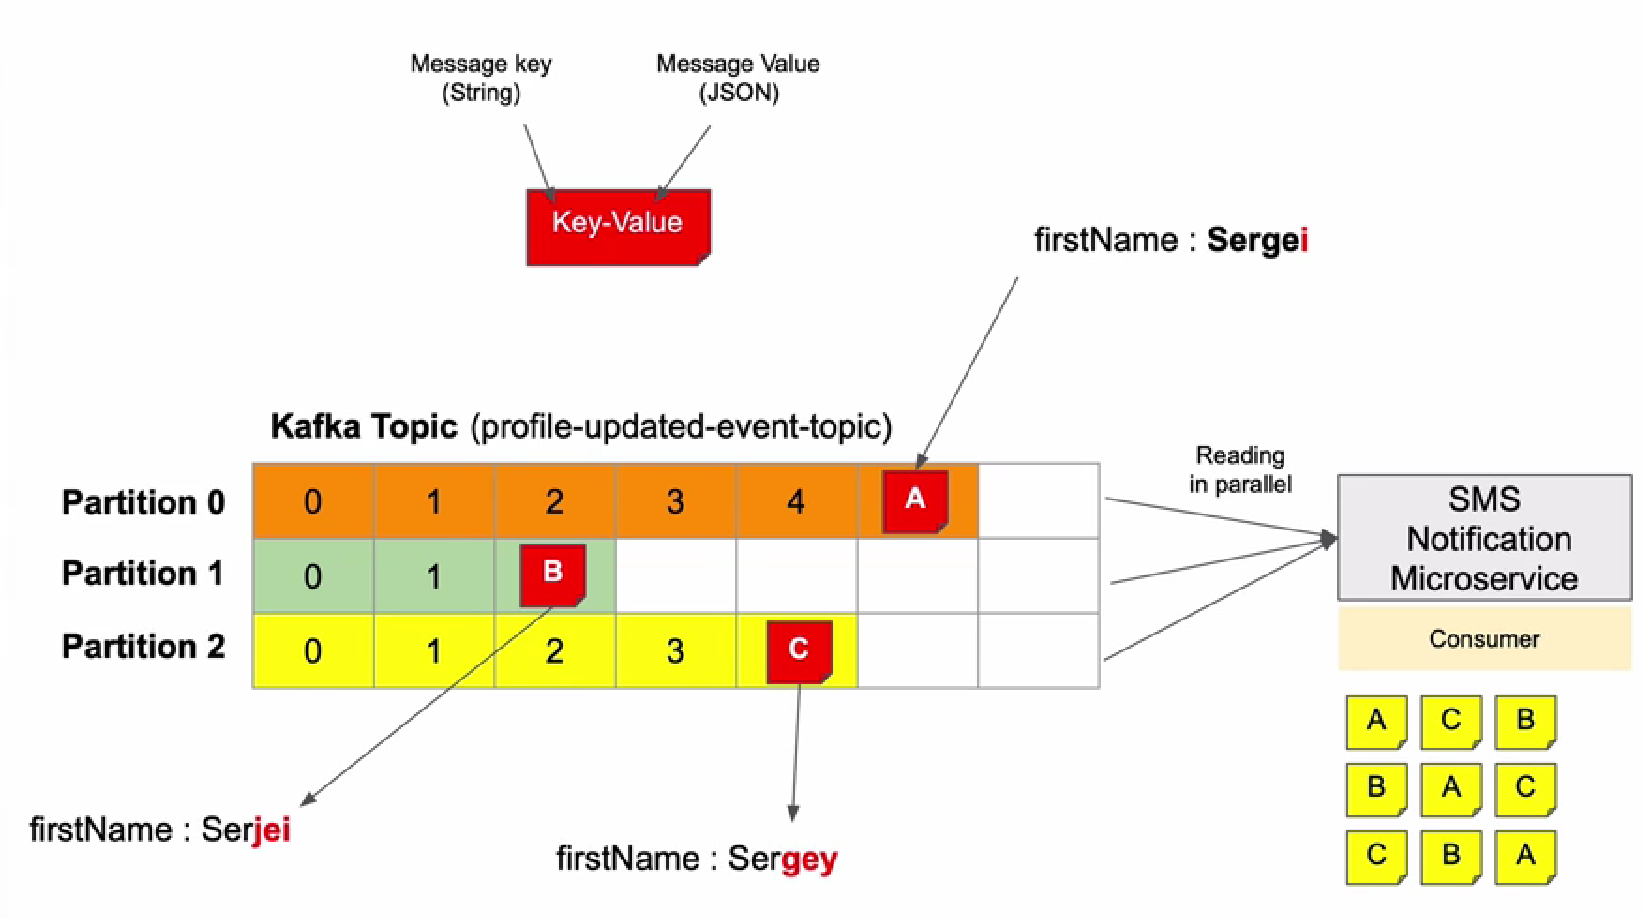 Message key
(String)
Message Value
(JSON)
Key-Value
firstName : Sergei
Kafka Topic (profile-updated-event-topic)
Partition 0
0 1 2 3 4 A
Partition 1
0 1 B
Partition 2
0 1 2 3 C
Reading
in parallel
SMS
Notification
Microservice
Consumer
A C B
B A C
C B A
firstName : Serjei
firstName : Sergey